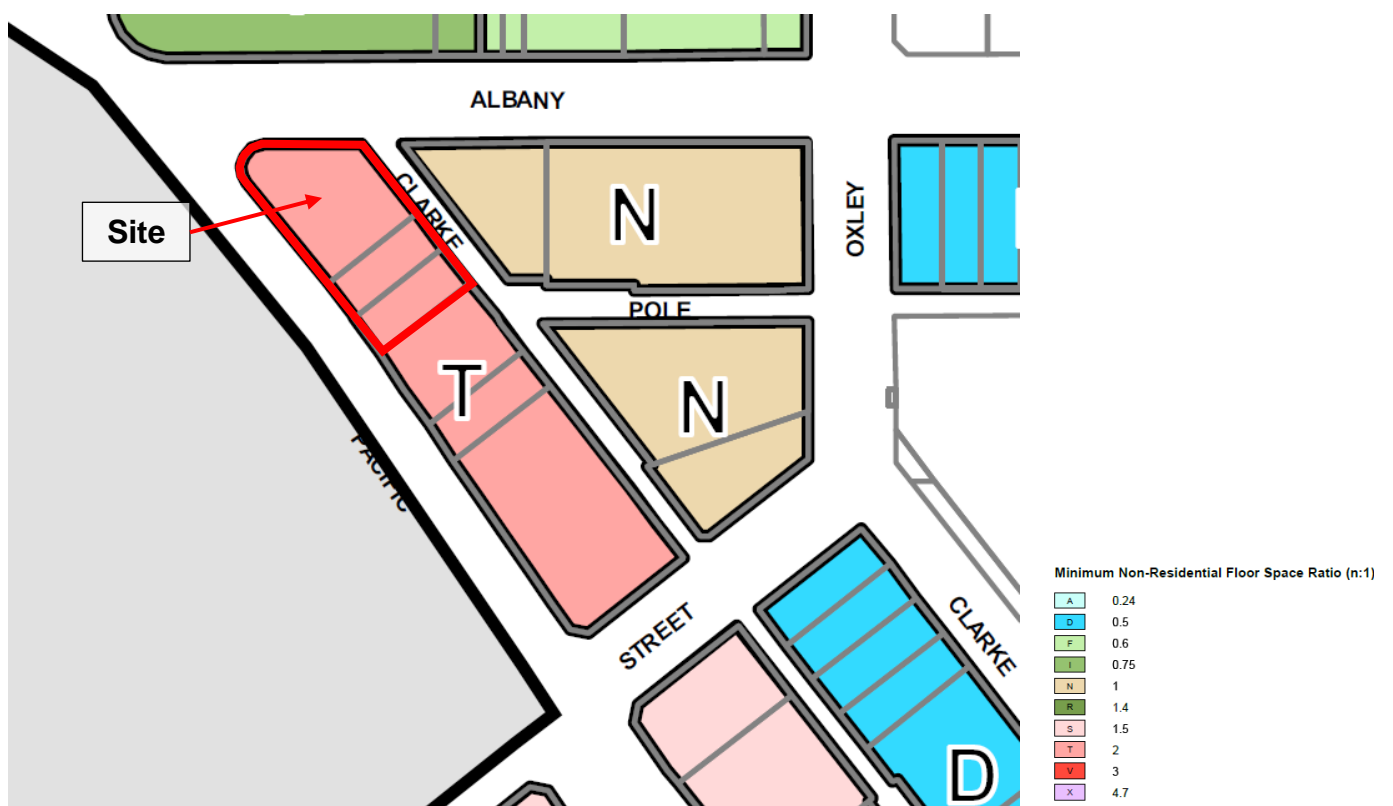 ALBANY
CLARKE
N
OXLEY
Site
POLE
T
N
PACIFIC
STREET
CLARKE
D
Minimum Non-Residential Floor Space Ratio (n:1)
A 0.24
D 0.5
F 0.6
I 0.75
N 1
R 1.4
S 1.5
T 2
V 3
X 4.7